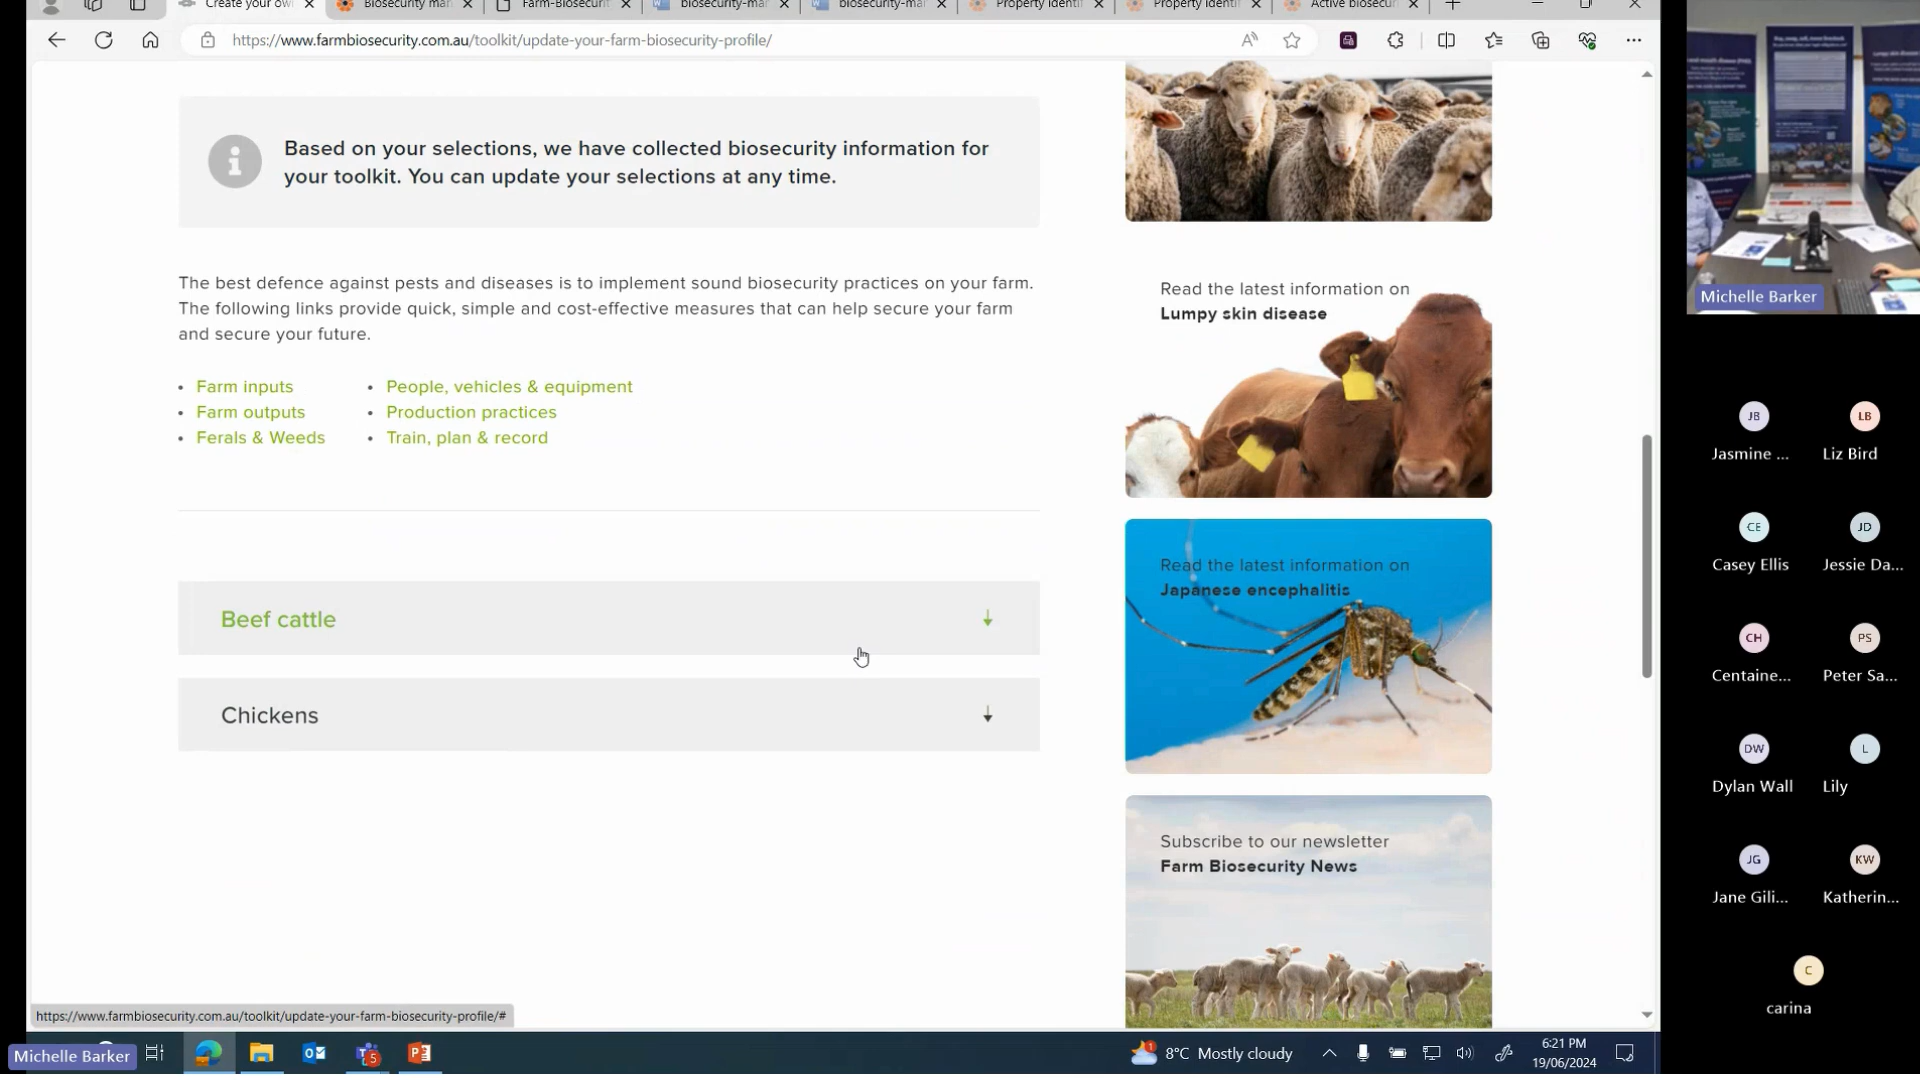 Create your own
Biosecurity man
Farm-Biosecurit
biosecurity-mar
biosecurity-mar
Property Identif
Property Identif
Active biosecur
https://www.farmbiosecurity.com.au/toolkit/update-your-farm-biosecurity-profile/
Based on your selections, we have collected biosecurity information for
your toolkit. You can update your selections at any time.
The best defence against pests and diseases is to implement sound biosecurity practices on your farm.
The following links provide quick, simple and cost-effective measures that can help secure your farm
and secure your future.
• Farm inputs
• Farm outputs
• Ferals & Weeds
• People, vehicles & equipment
• Production practices
• Train, plan & record
Beef cattle
Chickens
Read the latest information on
Lumpy skin disease
Read the latest information on
Japanese encephalitis
Subscribe to our newsletter
Farm Biosecurity News
https://www.farmbiosecurity.com.au/toolkit/update-your-farm-biosecurity-profile/#
Michelle Barker
8°C Mostly cloudy
6:21 PM
19/06/2024
Michelle Barker
JB
Jasmine ...
LB
Liz Bird
CE
Casey Ellis
JD
Jessie Da...
CH
Centaine...
PS
Peter Sa...
DW
Dylan Wall
L
Lily
JG
Jane Gili...
KW
Katherin...
C
carina